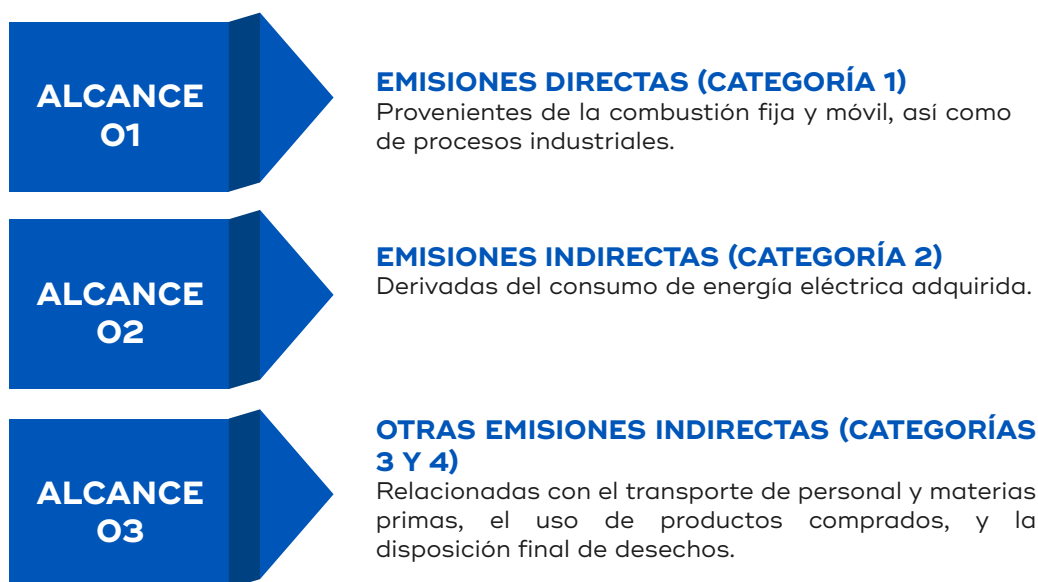 ALCANCE
01
EMISIONES DIRECTAS (CATEGORÍA 1)
Provenientes de la combustión fija y móvil, así como
de procesos industriales.
ALCANCE
02
EMISIONES INDIRECTAS (CATEGORÍA 2)
Derivadas del consumo de energía eléctrica adquirida.
ALCANCE
03
OTRAS EMISIONES INDIRECTAS (CATEGORÍAS
3 Y 4)
Relacionadas con el transporte de personal y materias
primas, el uso de productos comprados, y la
disposición final de desechos.